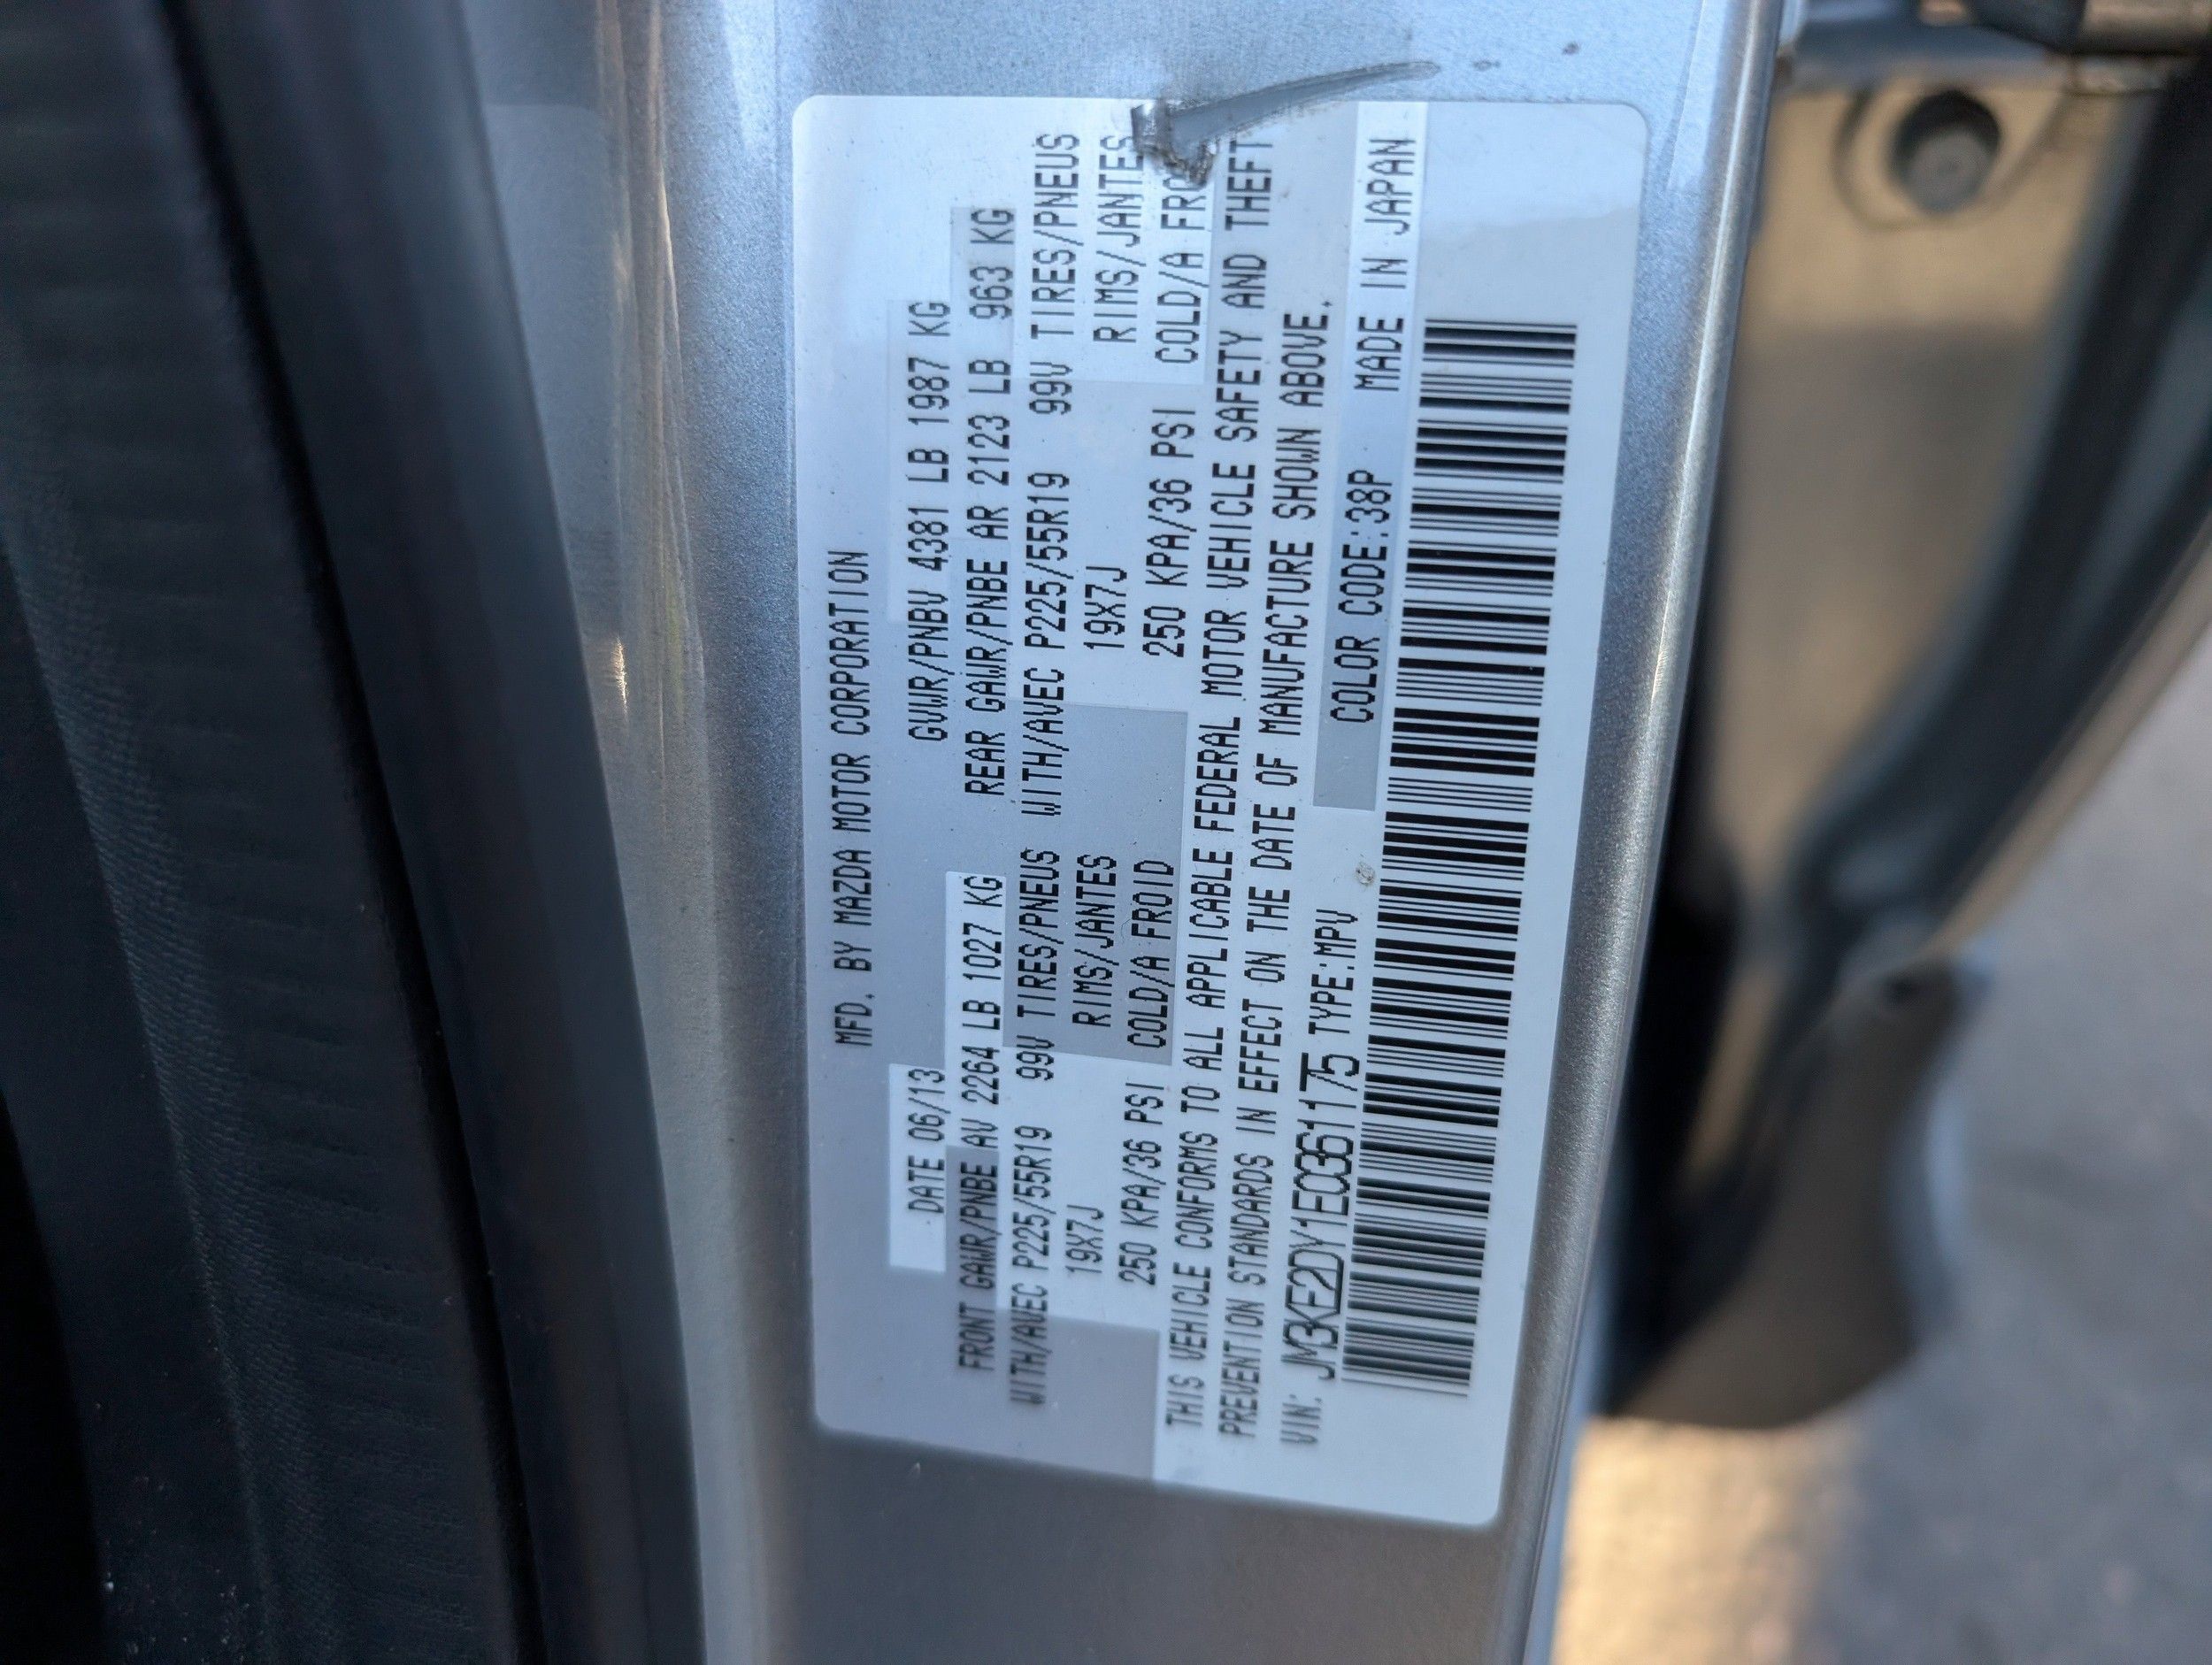 MFD. BY MAZDA MOTOR CORPORATION
DATE 06/13 GVWR/PNBV 4381 LB 1987 KG
FRONT GAWR/PNBE AV 2264 LB 1027 KG REAR GAWR/PNBE AR 2123 LB 963 KG
WITH/AVEC P225/55R19 99V TIRES/PNEUS WITH/AVEC P225/55R19 99V TIRES/PNEUS
19X7J RIMS/JANTES 19X7J RIMS/JANTES
250 KPA/36 PSI COLD/A FROID 250 KPA/36 PSI COLD/A
THIS VEHICLE CONFORMS TO ALL APPLICABLE FEDERAL MOTOR VEHICLE SAFETY AND THEFT
PREVENTION STANDARDS IN EFFECT ON THE DATE OF MANUFACTURE SHOWN ABOVE.
VIN: JM3KE2DY1E0361175 TYPE:MPV COLOR CODE:38P MADE IN JAPAN